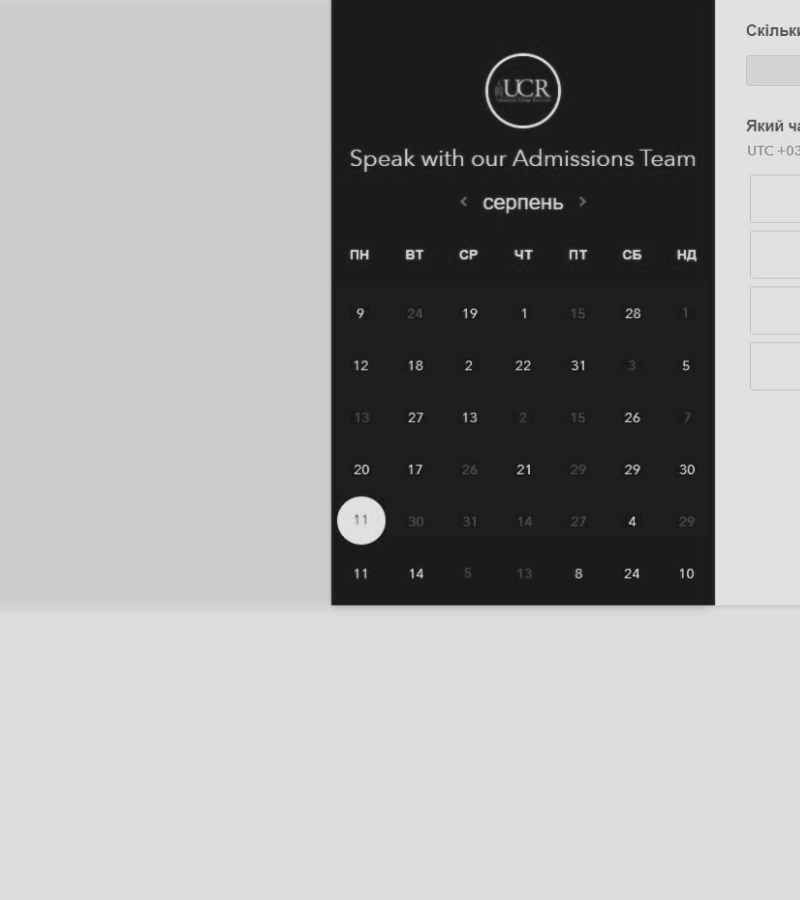 UCR
Speak with our Admissions Team
< серпень >
ПН ВТ СР ЧТ ПТ СБ НД
9 24 19 1 15 28 1
12 18 2 22 31 3 5
13 27 13 2 15 26 7
20 17 26 21 29 29 30
11 30 31 14 27 4 29
11 14 5 13 8 24 10
Скільки
Який ча
UTC +03